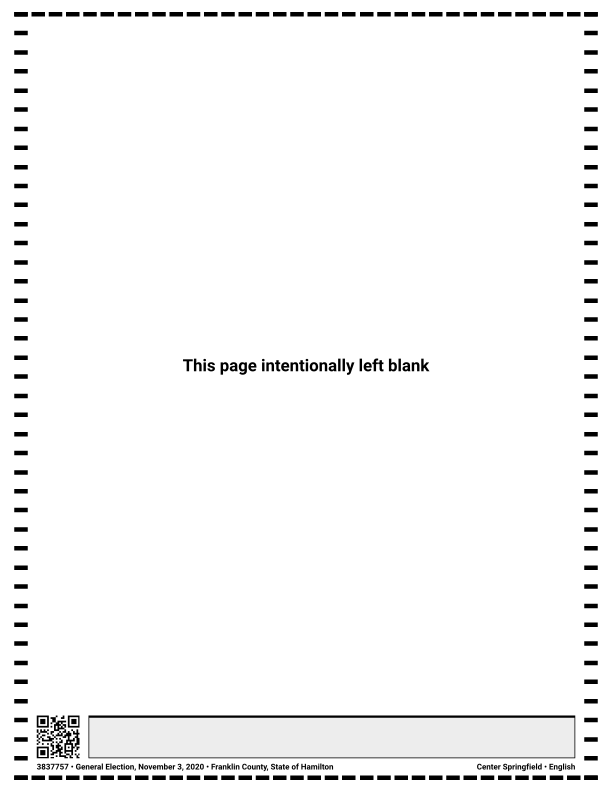 This page intentionally left blank
3837757 • General Election, November 3, 2020 • Franklin County, State of Hamilton
Center Springfield • English